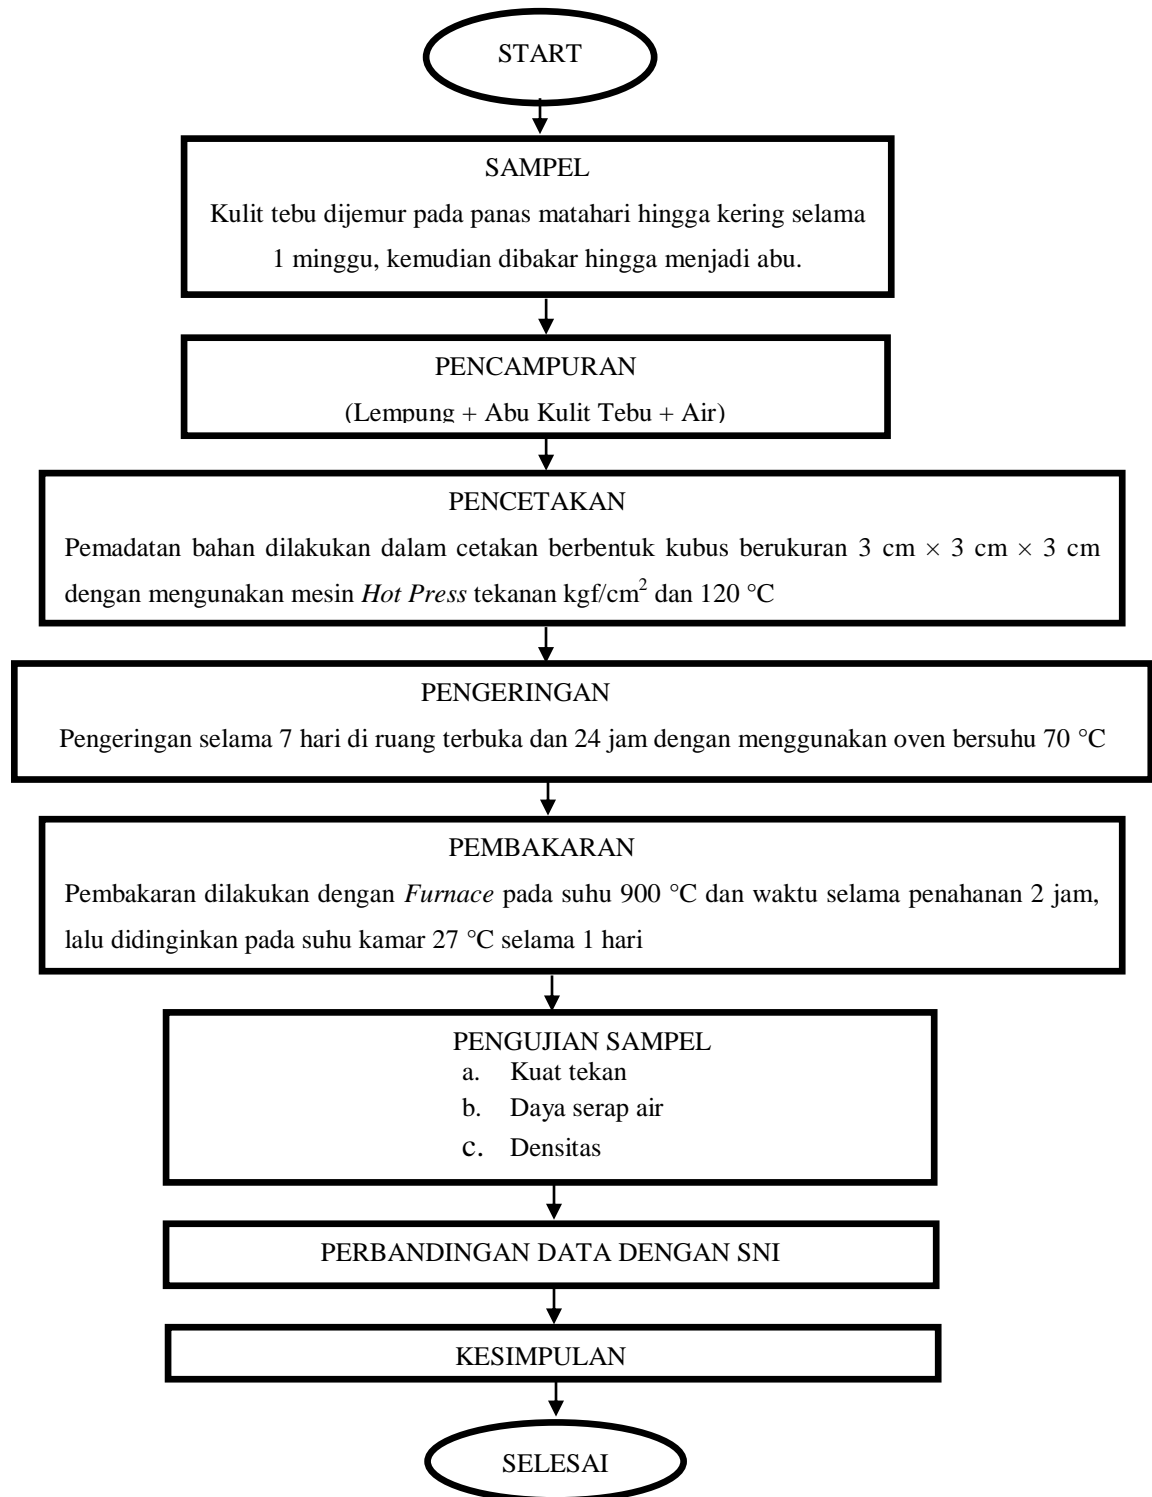 START
SAMPEL
Kulit tebu dijemur pada panas matahari hingga kering selama
1 minggu, kemudian dibakar hingga menjadi abu.
PENCAMPURAN
(Lempung + Abu Kulit Tebu + Air)
PENCETAKAN
Pemadatan bahan dilakukan dalam cetakan berbentuk kubus berukuran 3 cm × 3 cm × 3 cm
dengan mengunakan mesin Hot Press tekanan kgf/cm² dan 120 °C
PENGERINGAN
Pengeringan selama 7 hari di ruang terbuka dan 24 jam dengan menggunakan oven bersuhu 70 °C
PEMBAKARAN
Pembakaran dilakukan dengan Furnace pada suhu 900 °C dan waktu selama penahanan 2 jam,
lalu didinginkan pada suhu kamar 27 °C selama 1 hari
PENGUJIAN SAMPEL
a. Kuat tekan
b. Daya serap air
c. Densitas
PERBANDINGAN DATA DENGAN SNI
KESIMPULAN
SELESAI